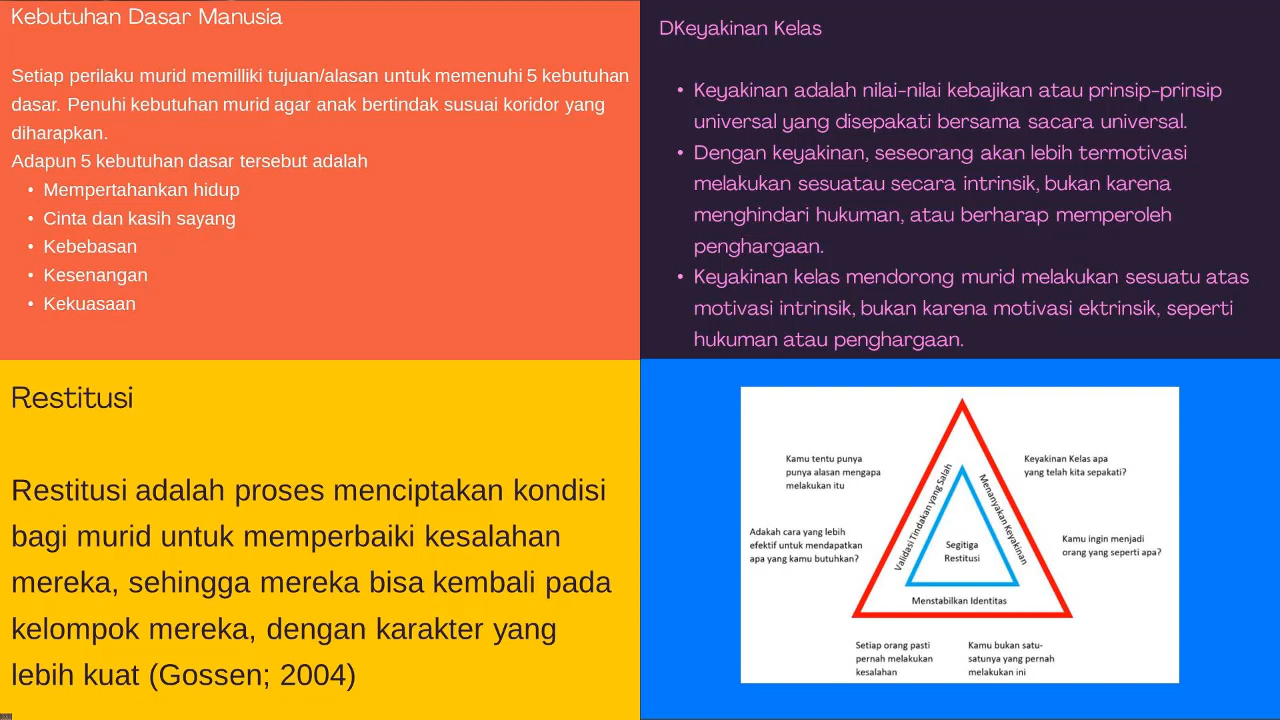 Kebutuhan Dasar Manusia
Setiap perilaku murid memilliki tujuan/alasan untuk memenuhi 5 kebutuhan
dasar. Penuhi kebutuhan murid agar anak bertindak susuai koridor yang
diharapkan.
Adapun 5 kebutuhan dasar tersebut adalah
• Mempertahankan hidup
• Cinta dan kasih sayang
• Kebebasan
• Kesenangan
• Kekuasaan
DKeyakinan Kelas
• Keyakinan adalah nilai-nilai kebajikan atau prinsip-prinsip
universal yang disepakati bersama sacara universal.
• Dengan keyakinan, seseorang akan lebih termotivasi
melakukan sesuatau secara intrinsik, bukan karena
menghindari hukuman, atau berharap memperoleh
penghargaan.
• Keyakinan kelas mendorong murid melakukan sesuatu atas
motivasi intrinsik, bukan karena motivasi ektrinsik, seperti
hukuman atau penghargaan.
Restitusi
Restitusi adalah proses menciptakan kondisi
bagi murid untuk memperbaiki kesalahan
mereka, sehingga mereka bisa kembali pada
kelompok mereka, dengan karakter yang
lebih kuat (Gossen; 2004)
Kamu tentu punya
punya alasan mengapa
melakukan itu
Adakah cara yang lebih
efektif untuk mendapatkan
apa yang kamu butuhkan?
Validasi Tindakan yang Salah
Segitiga
Restitusi
Menanyakan Keyakinan
Menstabilkan Identitas
Keyakinan Kelas apa
yang telah kita sepakati?
Kamu ingin menjadi
orang yang seperti apa?
Setiap orang pasti
pernah melakukan
kesalahan
Kamu bukan satu-
satunya yang pernah
melakukan ini